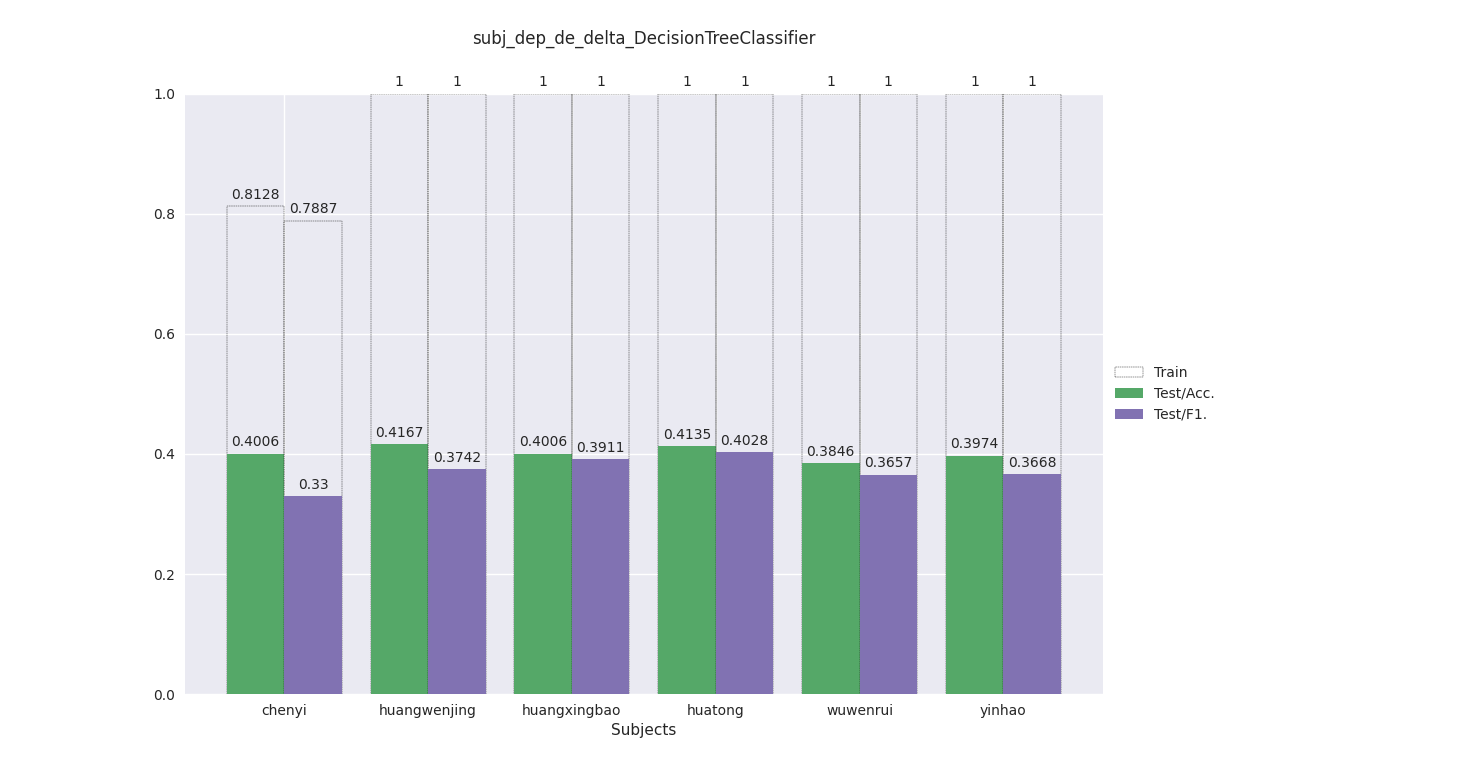 subj_dep_de_delta_DecisionTreeClassifier
1 1 1 1 1 1 1 1 1 1
1.0
0.8128
0.7887
0.8
0.6
0.4006 0.33 0.4167 0.3742 0.4006 0.3911 0.4135 0.4028 0.3846 0.3657 0.3974 0.3668
0.4
0.2
0.0
chenyi huangwenjing huangxingbao huatong wuwenrui yinhao
Subjects
Train
Test/Acc.
Test/F1.